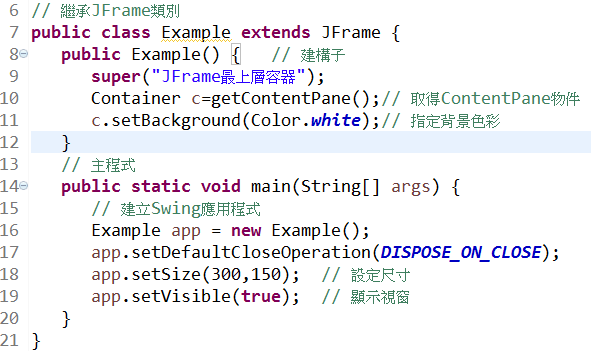 6 // 繼承JFrame類別
7 public class Example extends JFrame {
8 public Example() { // 建構子
9 super("JFrame最上層容器");
10 Container c=getContentPane();// 取得ContentPane物件
11 c.setBackground(Color.white);// 指定背景色彩
12 }
13 // 主程式
14 public static void main(String[] args) {
15 // 建立Swing應用程式
16 Example app = new Example();
17 app.setDefaultCloseOperation(DISPOSE_ON_CLOSE);
18 app.setSize(300,150); // 設定尺寸
19 app.setVisible(true); // 顯示視窗
20 }
21 }